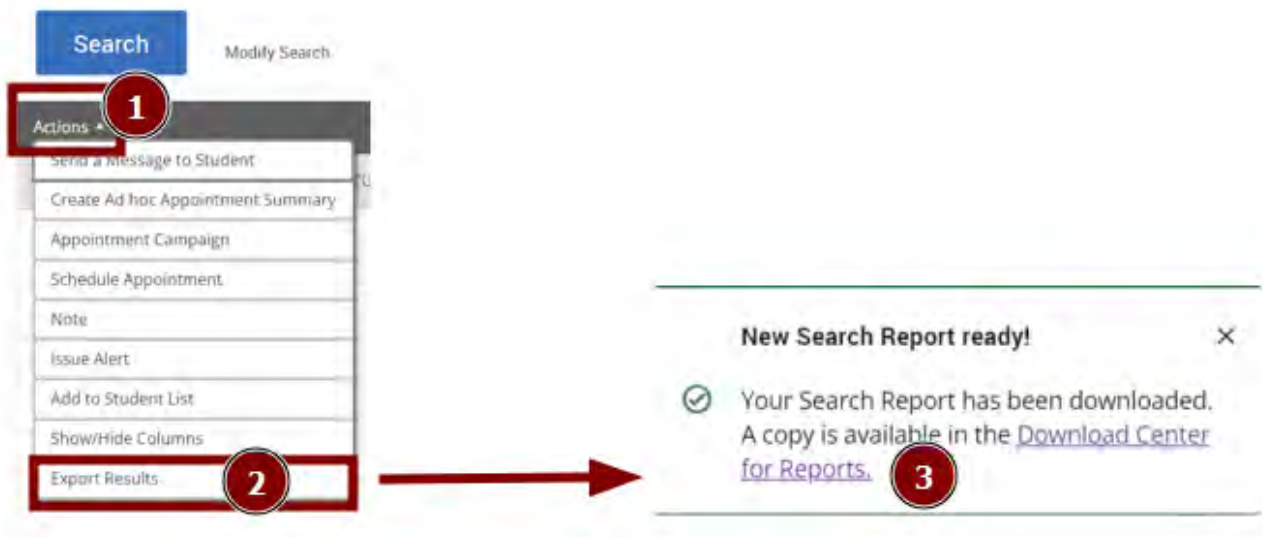 Search
Modify Search
1
Actions
Send a Message to Student
Create Ad hoc Appointment Summary
Appointment Campaign
Schedule Appointment
Note
Issue Alert
Add to Student List
Show/Hide Columns
Export Results
2
New Search Report ready!
Your Search Report has been downloaded.
A copy is available in the Download Center
for Reports.
3